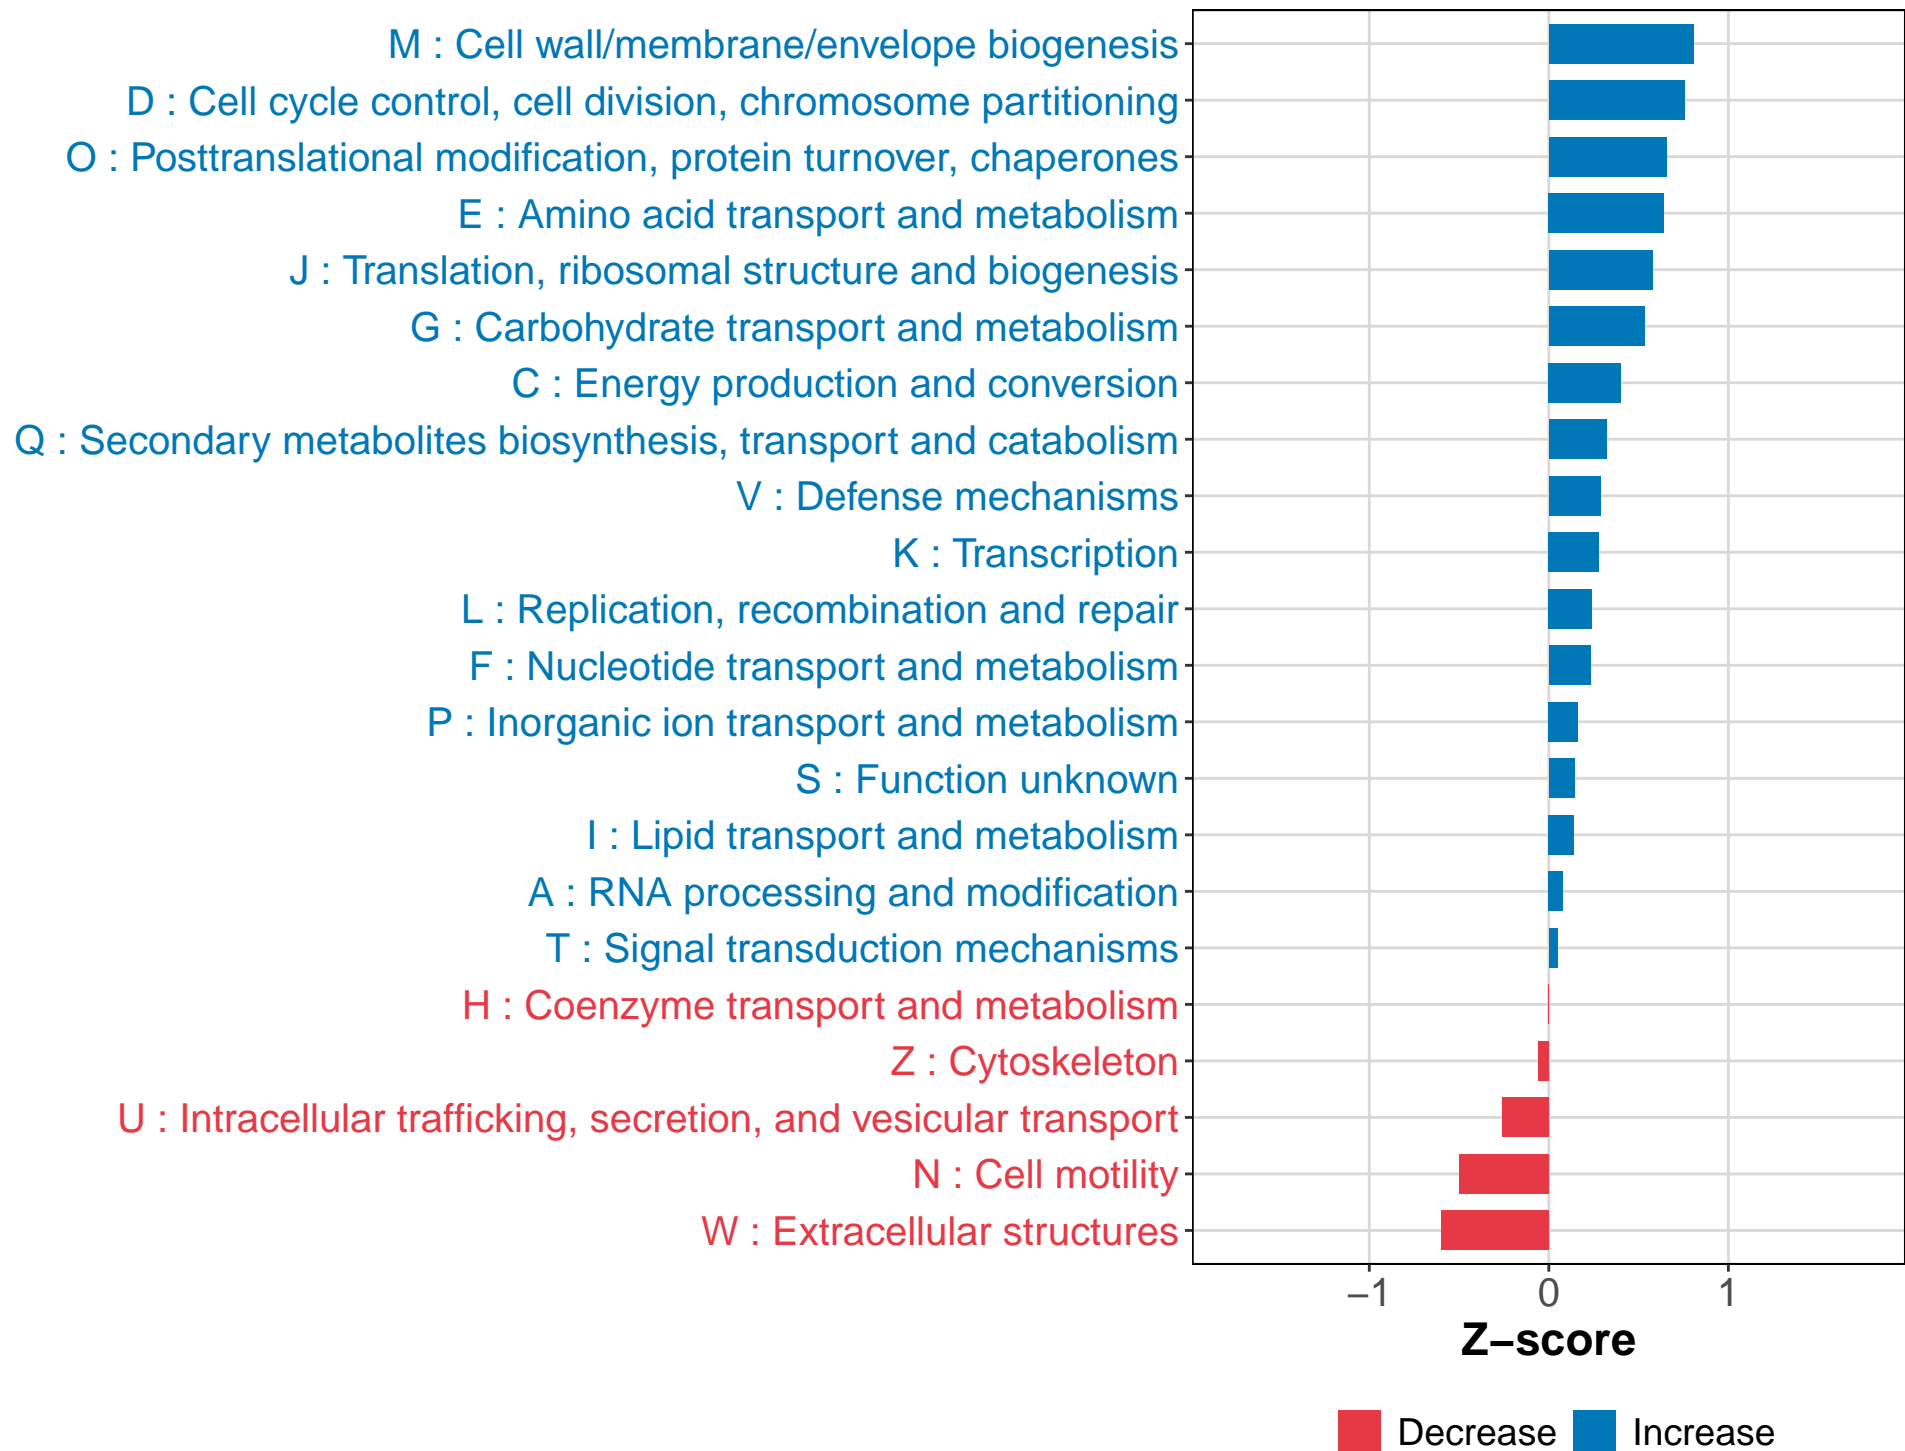 M : Cell wall/membrane/envelope biogenesis
D : Cell cycle control, cell division, chromosome partitioning
O : Posttranslational modification, protein turnover, chaperones
E : Amino acid transport and metabolism
J : Translation, ribosomal structure and biogenesis
G : Carbohydrate transport and metabolism
C : Energy production and conversion
Q : Secondary metabolites biosynthesis, transport and catabolism
V : Defense mechanisms
K : Transcription
L : Replication, recombination and repair
F : Nucleotide transport and metabolism
P : Inorganic ion transport and metabolism
S : Function unknown
I : Lipid transport and metabolism
A : RNA processing and modification
T : Signal transduction mechanisms
H : Coenzyme transport and metabolism
Z : Cytoskeleton
U : Intracellular trafficking, secretion, and vesicular transport
N : Cell motility
W : Extracellular structures
−1 0 1
Z−score
Decrease Increase